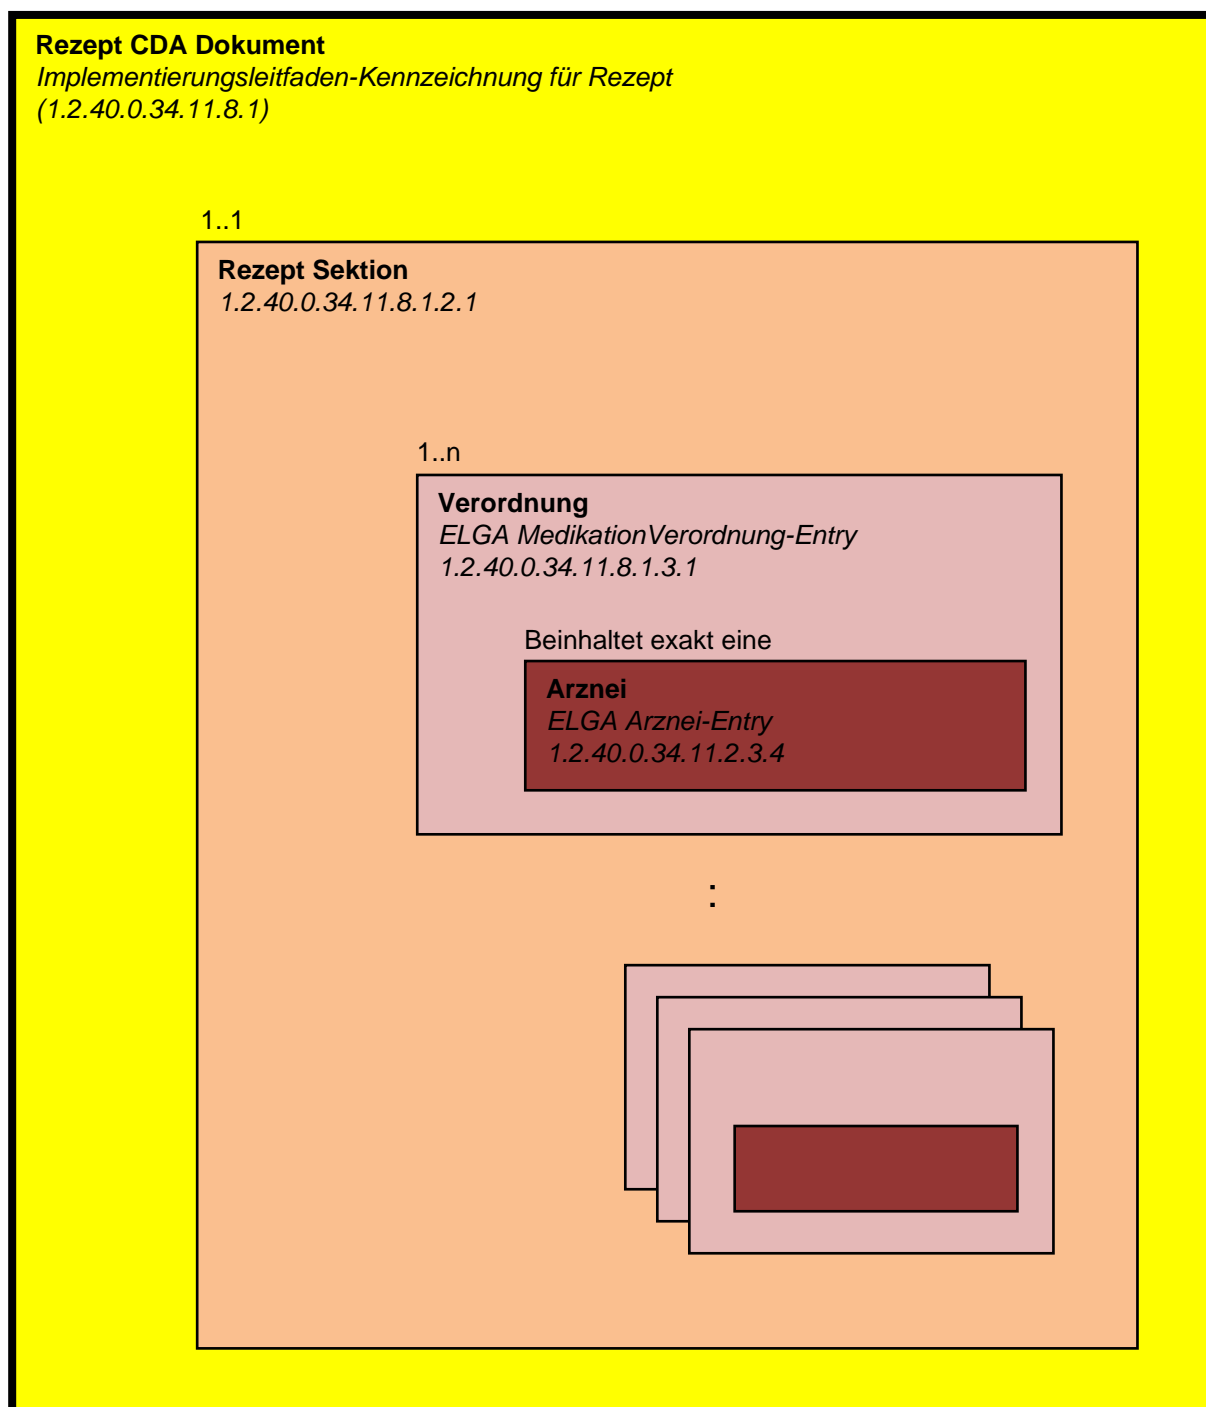 Rezept CDA Dokument
Implementierungsleitfaden-Kennzeichnung für Rezept
(1.2.40.0.34.11.8.1)
1..1
Rezept Sektion
1.2.40.0.34.11.8.1.2.1
1..n
Verordnung
ELGA MedikationVerordnung-Entry
1.2.40.0.34.11.8.1.3.1
Beinhaltet exakt eine
Arznei
ELGA Arznei-Entry
1.2.40.0.34.11.2.3.4
: